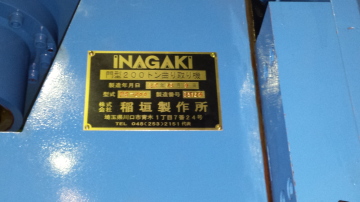 iNAGAKi
門型200トン曲り取り機
製造年月日
型式 製造番号
株式会社 稲垣製作所
埼玉県川口市青木1丁目7番24号
TEL 048(253)2161 代表